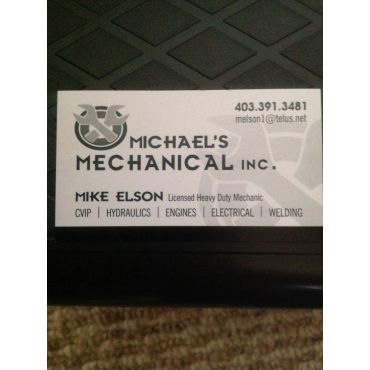 403.391.3481
melson1@telus.net
MICHAEL'S
MECHANICAL INC.
MIKE ELSON Licensed Heavy Duty Mechanic
CVIP | HYDRAULICS | ENGINES | ELECTRICAL | WELDING